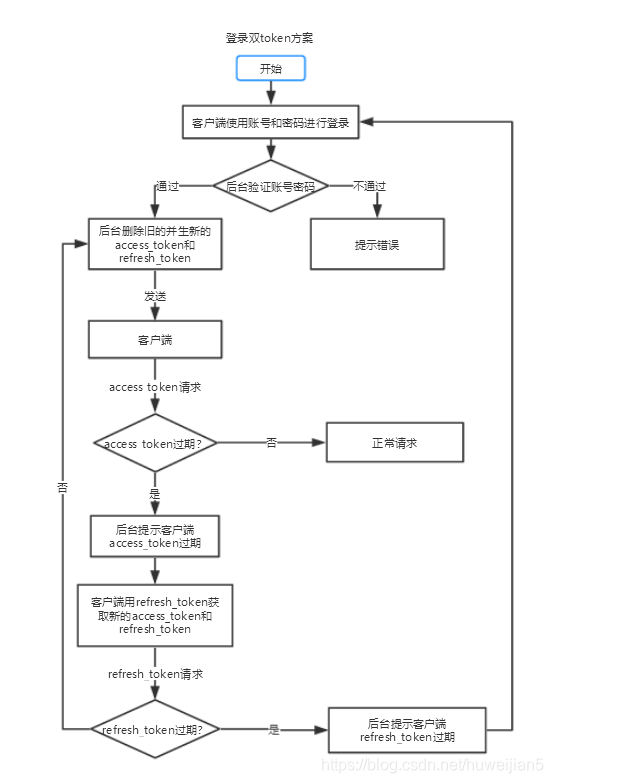 登录双token方案
开始
客户端使用账号和密码进行登录
后台验证账号密码
通过
不通过
后台删除旧的并生新的
access_token和
refresh_token
提示错误
发送
客户端
access token请求
access token过期?
否
正常请求
是
否
后台提示客户端
access_token过期
客户端用refresh_token获
取新的access_token和
refresh_token
refresh_token请求
refresh_token过期?
是
后台提示客户端
refresh_token过期
https://blog.csdn.net/huweijian5